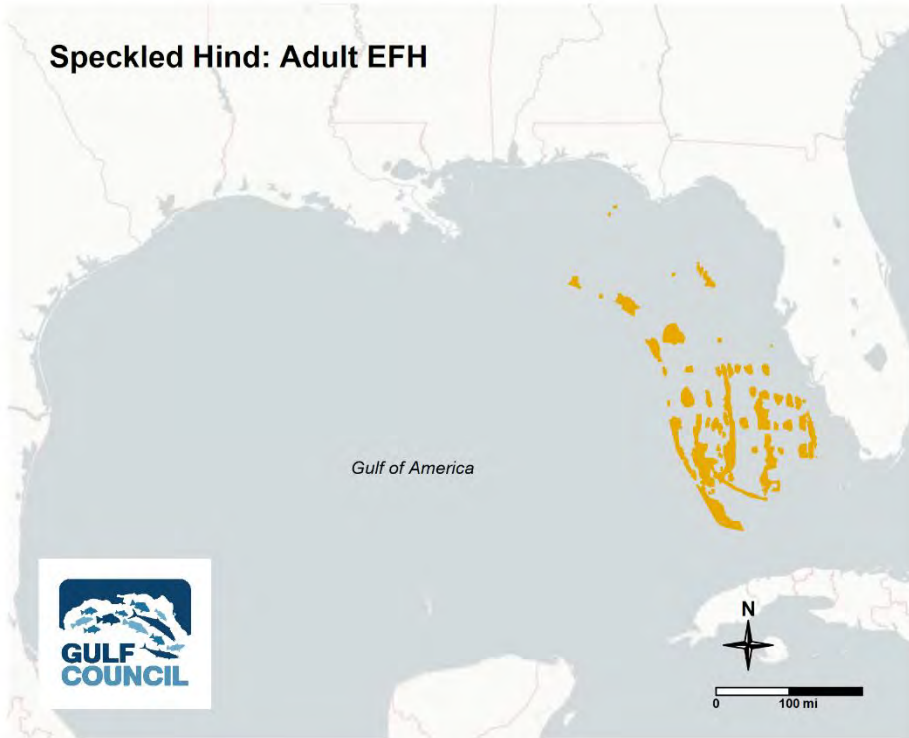 Speckled Hind: Adult EFH
Gulf of America
GULF
COUNCIL
N
0 100 mi